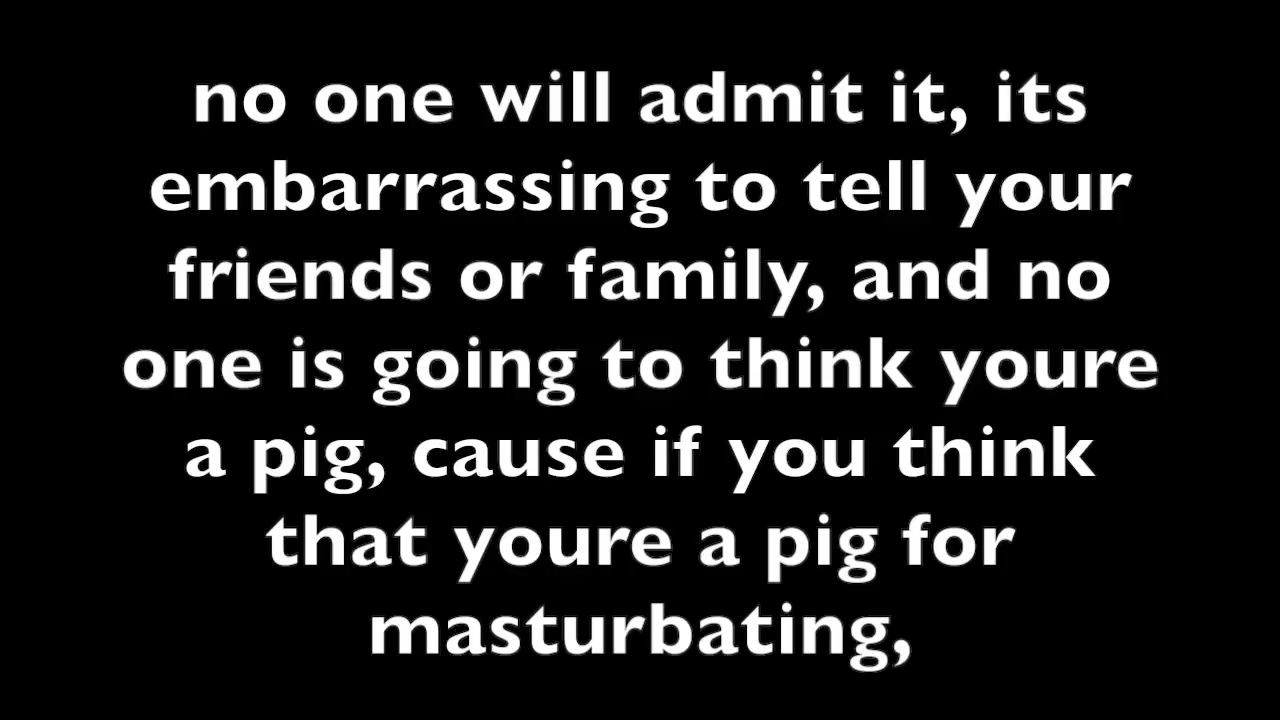 no one will admit it, its
embarrassing to tell your
friends or family, and no
one is going to think youre
a pig, cause if you think
that youre a pig for
masturbating,